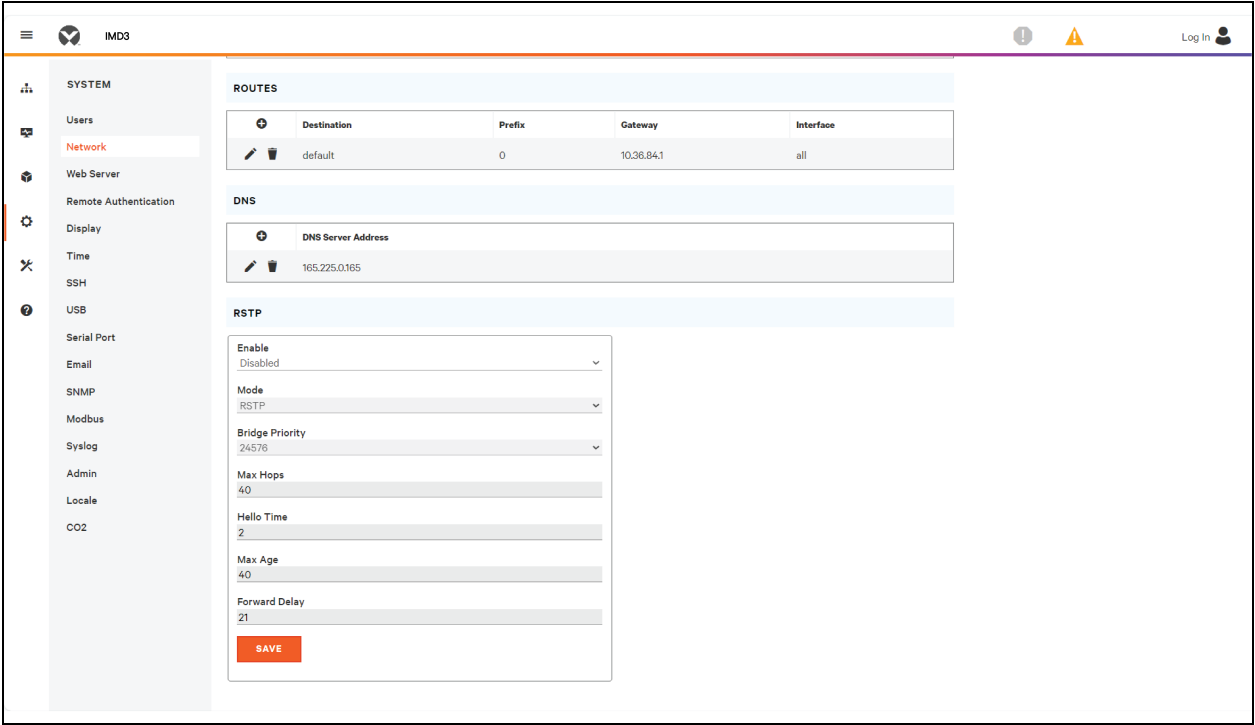 IMD3
Log In
SYSTEM
Users
Network
Web Server
Remote Authentication
Display
Time
SSH
USB
Serial Port
Email
SNMP
Modbus
Syslog
Admin
Locale
CO2
ROUTES
Destination Prefix Gateway Interface
default 0 10.36.84.1 all
DNS
DNS Server Address
165.225.0.165
RSTP
Enable
Disabled
Mode
RSTP
Bridge Priority
24576
Max Hops
40
Hello Time
2
Max Age
40
Forward Delay
21
SAVE